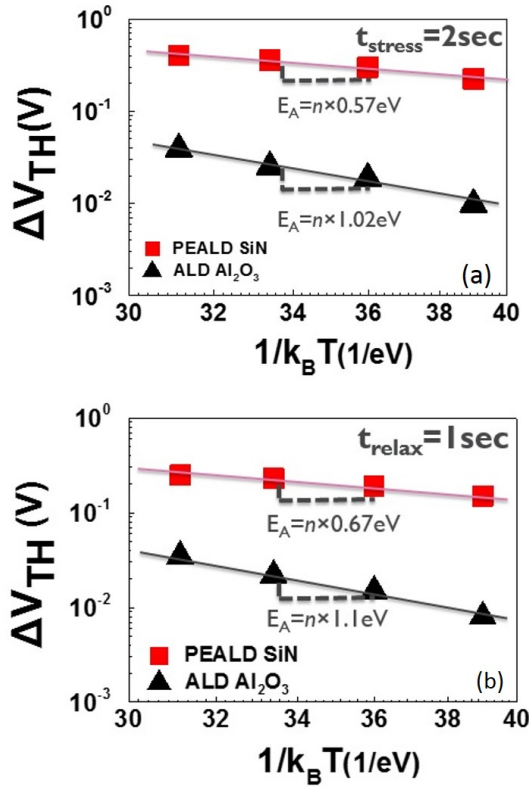 t_stress=2sec
10⁰
10⁻¹
10⁻²
10⁻³
ΔV_TH(V)
E_A=n×0.57eV
E_A=n×1.02eV
PEALD SiN
ALD Al₂O₃
(a)
30 32 34 36 38 40
1/k_BT(1/eV)
t_relax=1sec
10⁰
10⁻¹
10⁻²
10⁻³
ΔV_TH (V)
E_A=n×0.67eV
E_A=n×1.1eV
PEALD SiN
ALD Al₂O₃
(b)
30 32 34 36 38 40
1/k_BT(1/eV)